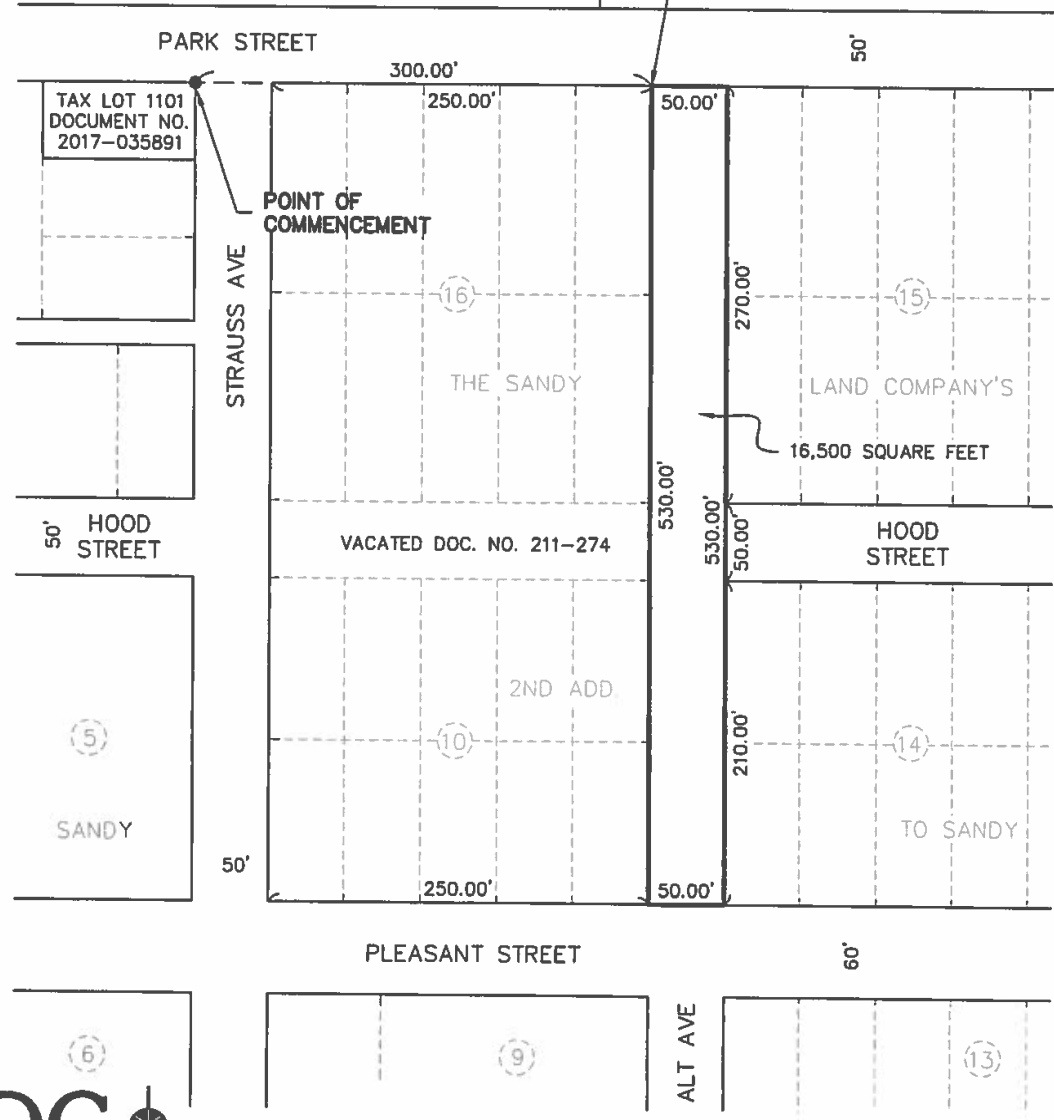 PARK STREET
50'
300.00'
250.00'
50.00'
TAX LOT 1101
DOCUMENT NO.
2017-035891
POINT OF
COMMENCEMENT
STRAUSS AVE
16
270.00'
15
THE SANDY
LAND COMPANY'S
16,500 SQUARE FEET
530.00'
530.00'
50.00'
50'
HOOD
STREET
VACATED DOC. NO. 211-274
HOOD
STREET
2ND ADD.
5
10
210.00'
14
SANDY
TO SANDY
50'
250.00'
50.00'
PLEASANT STREET
60'
ALT AVE
6
9
13